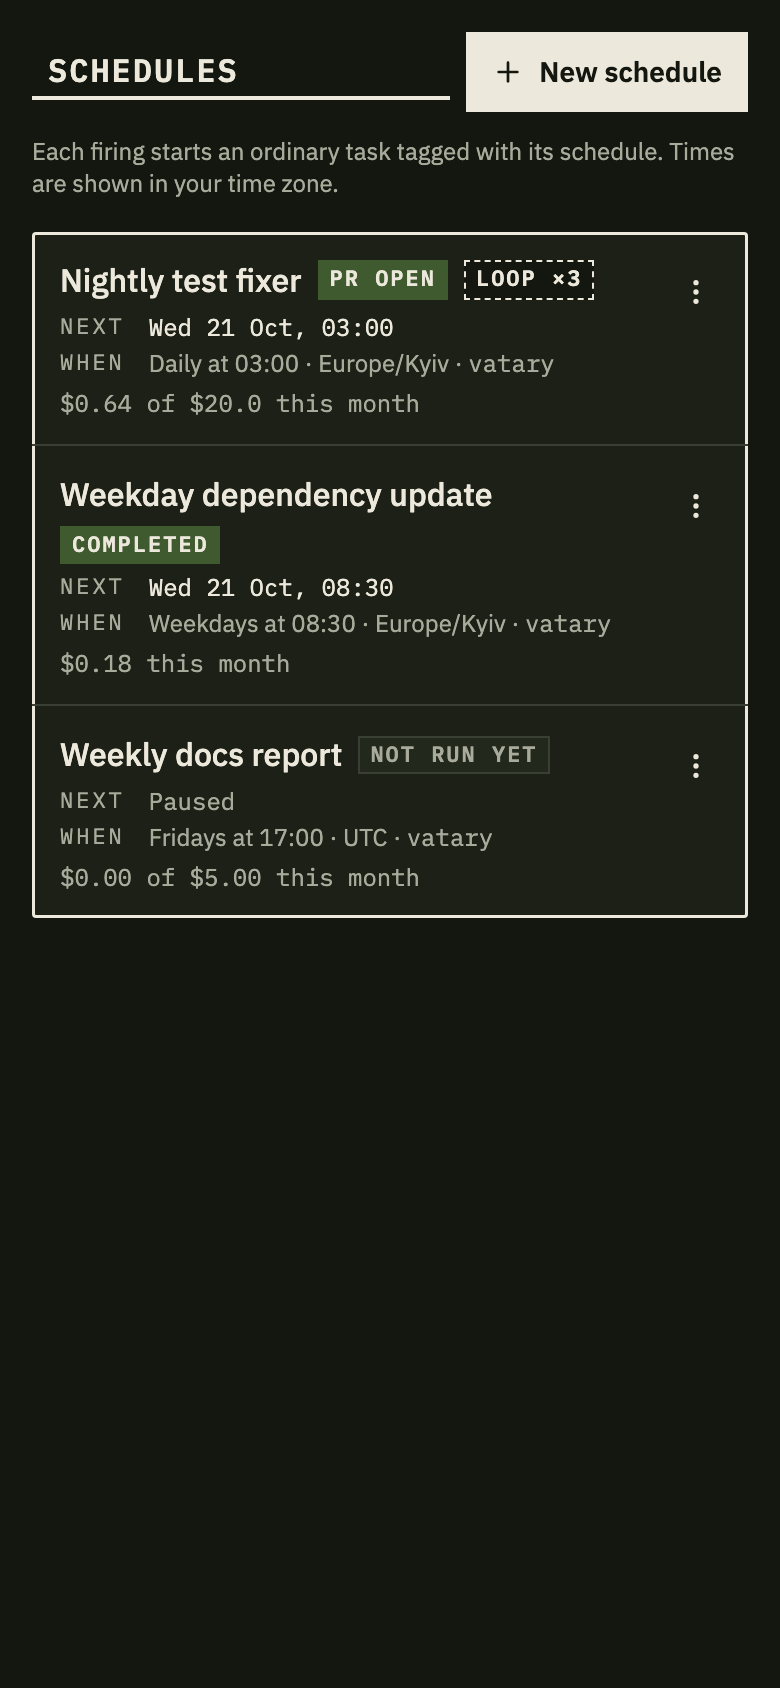 SCHEDULES
+ New schedule
Each firing starts an ordinary task tagged with its schedule. Times
are shown in your time zone.
Nightly test fixer PR OPEN LOOP ×3
NEXT Wed 21 Oct, 03:00
WHEN Daily at 03:00 · Europe/Kyiv · vatary
$0.64 of $20.0 this month
Weekday dependency update
COMPLETED
NEXT Wed 21 Oct, 08:30
WHEN Weekdays at 08:30 · Europe/Kyiv · vatary
$0.18 this month
Weekly docs report NOT RUN YET
NEXT Paused
WHEN Fridays at 17:00 · UTC · vatary
$0.00 of $5.00 this month